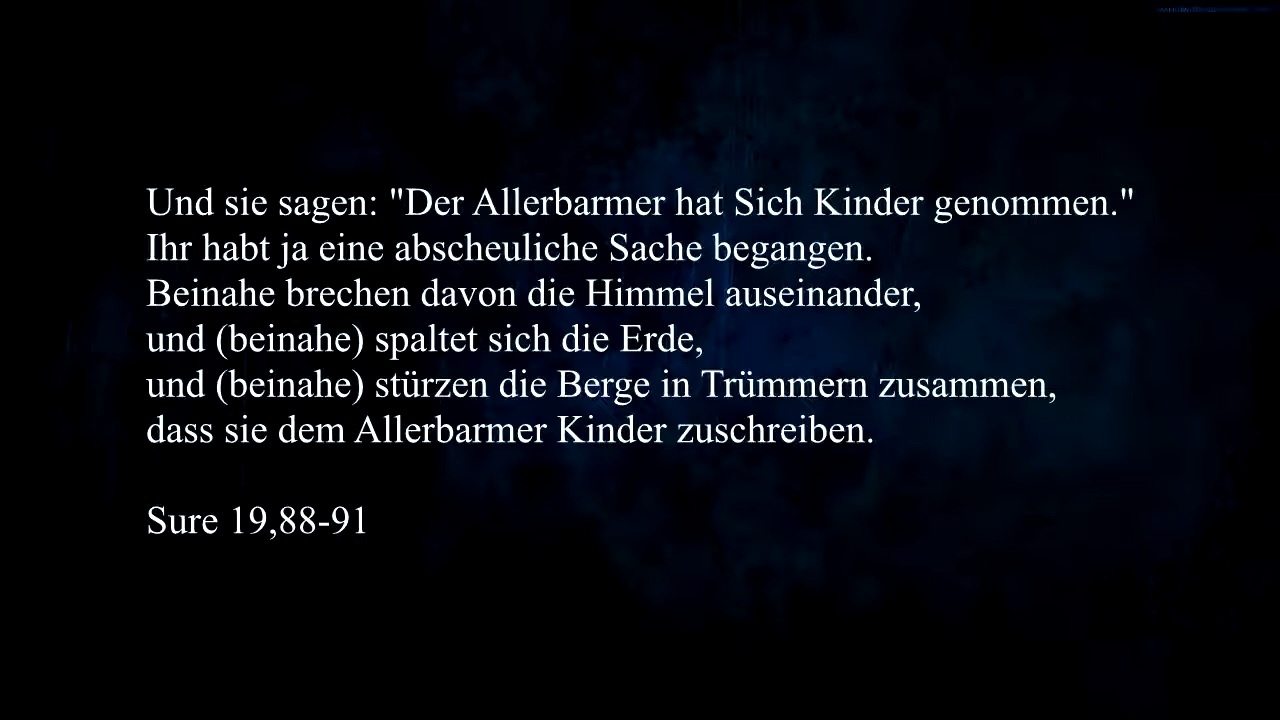 Und sie sagen: "Der Allerbarmer hat Sich Kinder genommen."
Ihr habt ja eine abscheuliche Sache begangen.
Beinahe brechen davon die Himmel auseinander,
und (beinahe) spaltet sich die Erde,
und (beinahe) stürzen die Berge in Trümmern zusammen,
dass sie dem Allerbarmer Kinder zuschreiben.
Sure 19,88-91